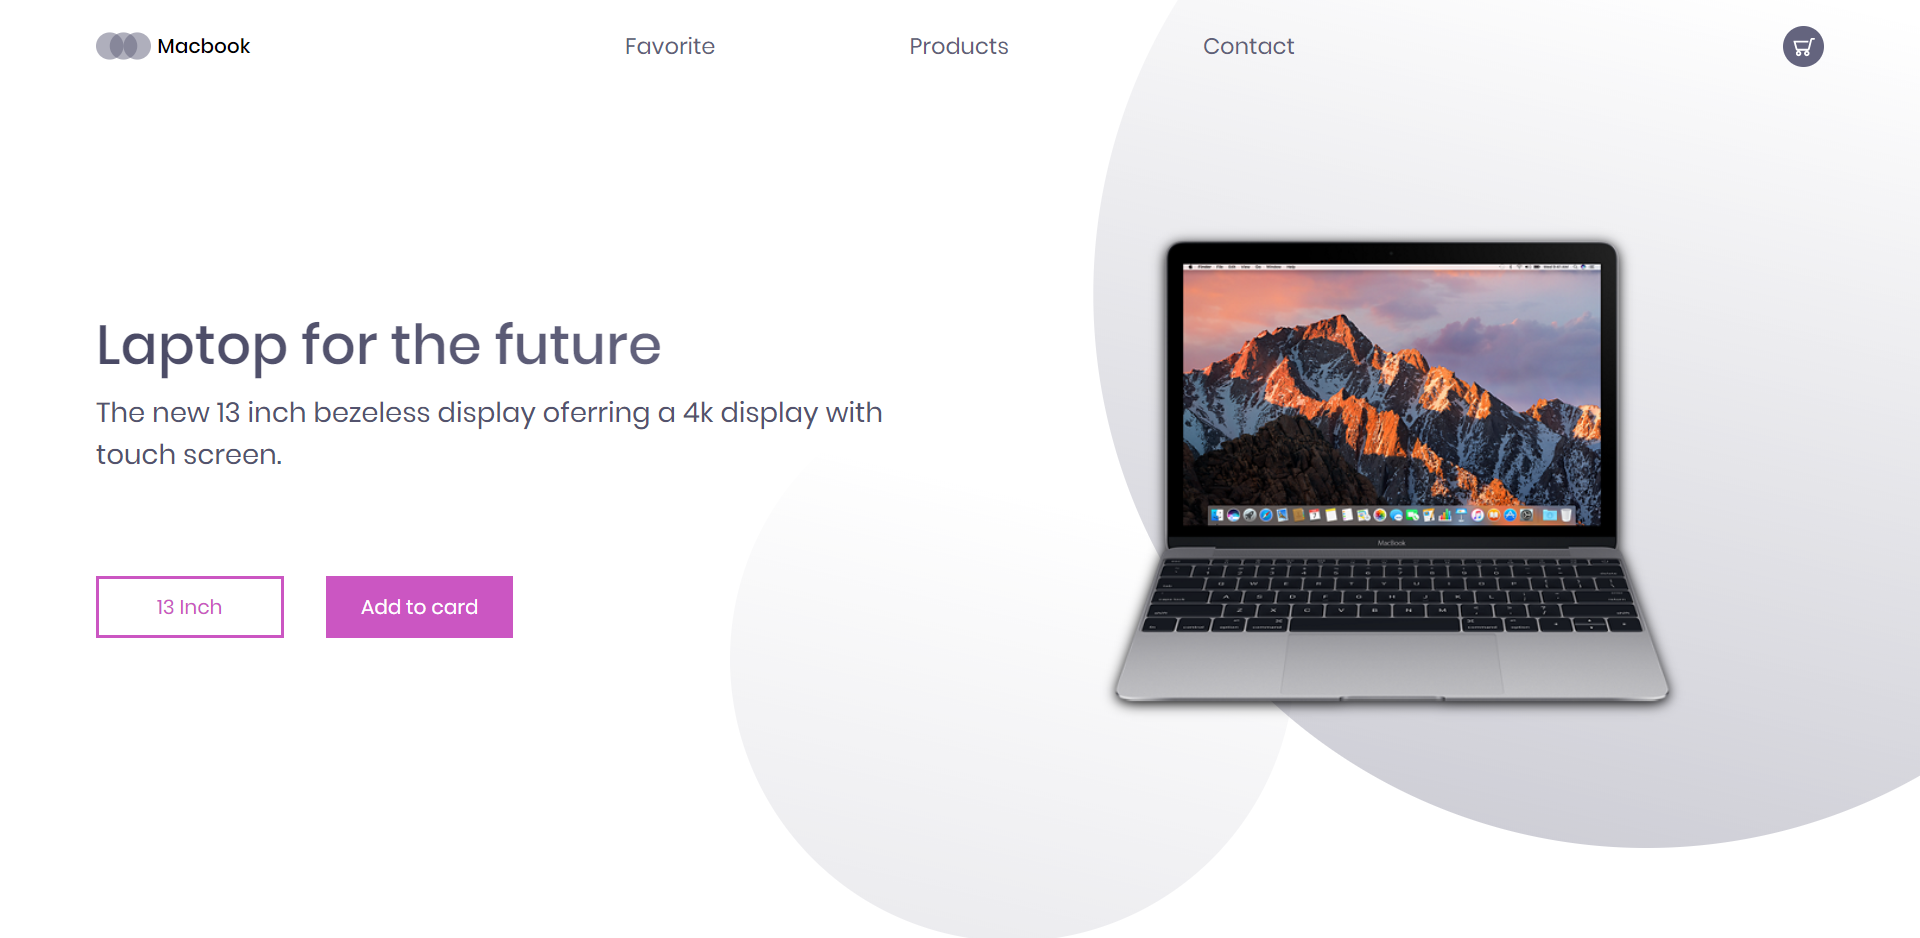 Macbook
Favorite
Products
Contact
Laptop for the future
The new 13 inch bezeless display oferring a 4k display with
touch screen.
13 Inch
Add to card
MacBook